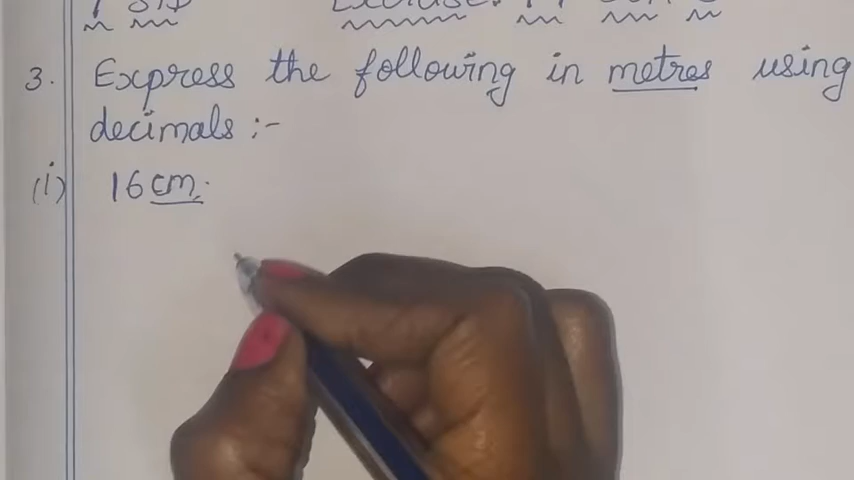 3. Express the following in metres using
decimals :-
(i) 16 cm.